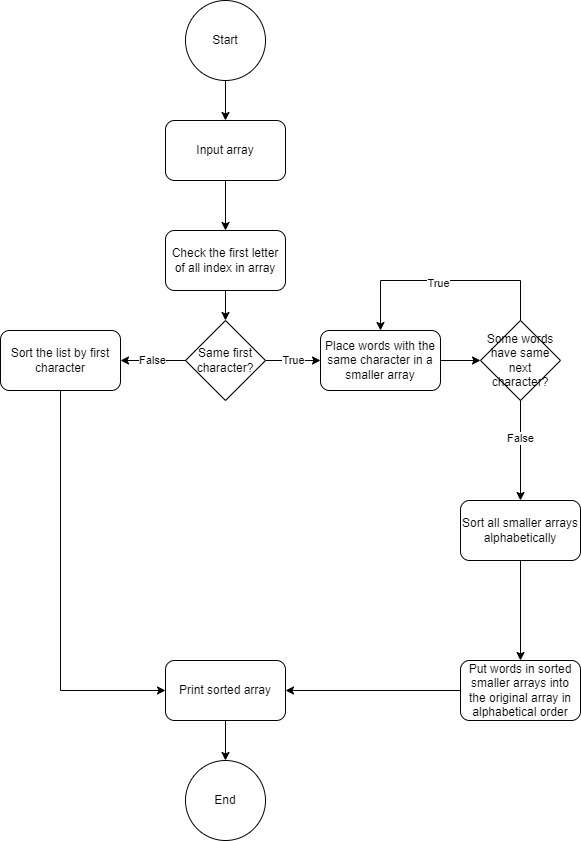 Start
Input array
Check the first letter
of all index in array
True
Sort the list by first
character
False
Same first
character?
True
Place words with the
same character in a
smaller array
Some words
have same
next
character?
False
Sort all smaller arrays
alphabetically
Print sorted array
Put words in sorted
smaller arrays into
the original array in
alphabetical order
End